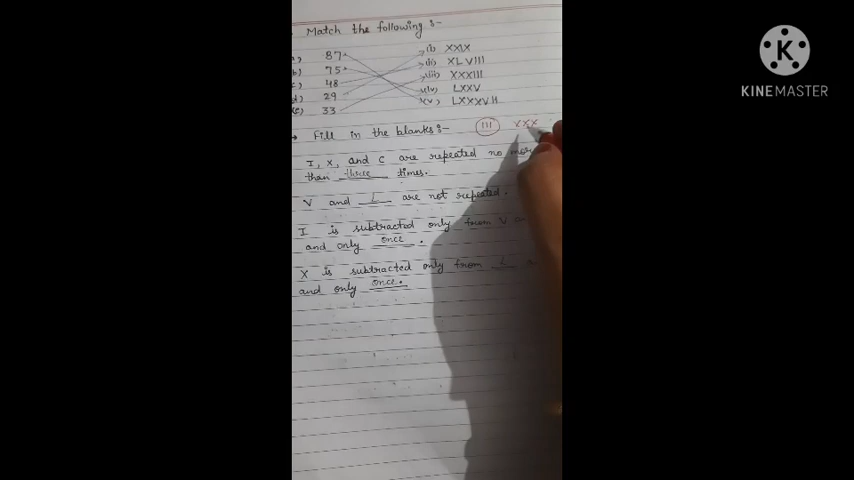 Match the following :-
) 87 (i) XXIX
b) 75 (ii) XLVIII
c) 48 (iii) XXXIII
d) 29 (iv) LXXV
(e) 33 (v) LXXXVII
→ Fill in the blanks :- III XXX
I, X, and C are repeated no mor
than three times.
V and L are not repeated.
I is subtracted only from V an
and only once.
X is subtracted only from L
and only once.
K
KINEMASTER